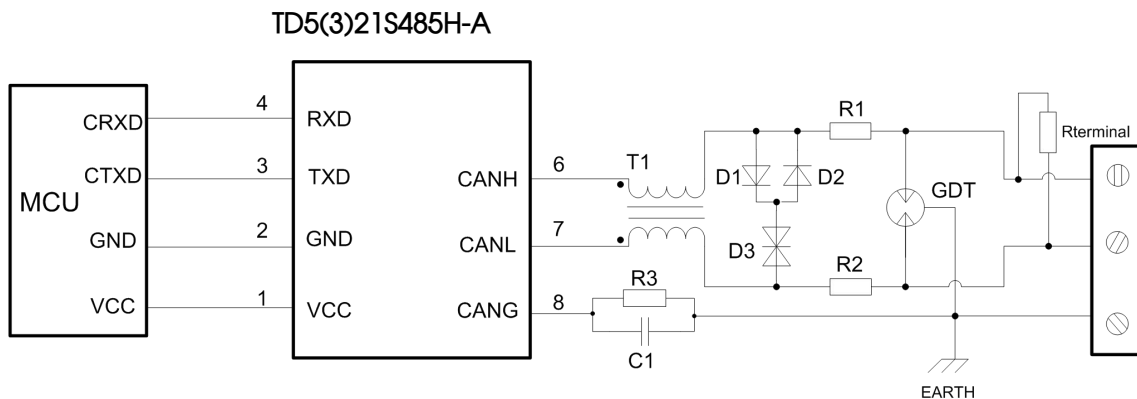 TD5(3)21S485H-A
MCU
CRXD
CTXD
GND
VCC
4
3
2
1
RXD
TXD
GND
VCC
CANH
CANL
CANG
6
7
8
T1
D1
D2
D3
R1
R2
R3
C1
GDT
Rterminal
EARTH